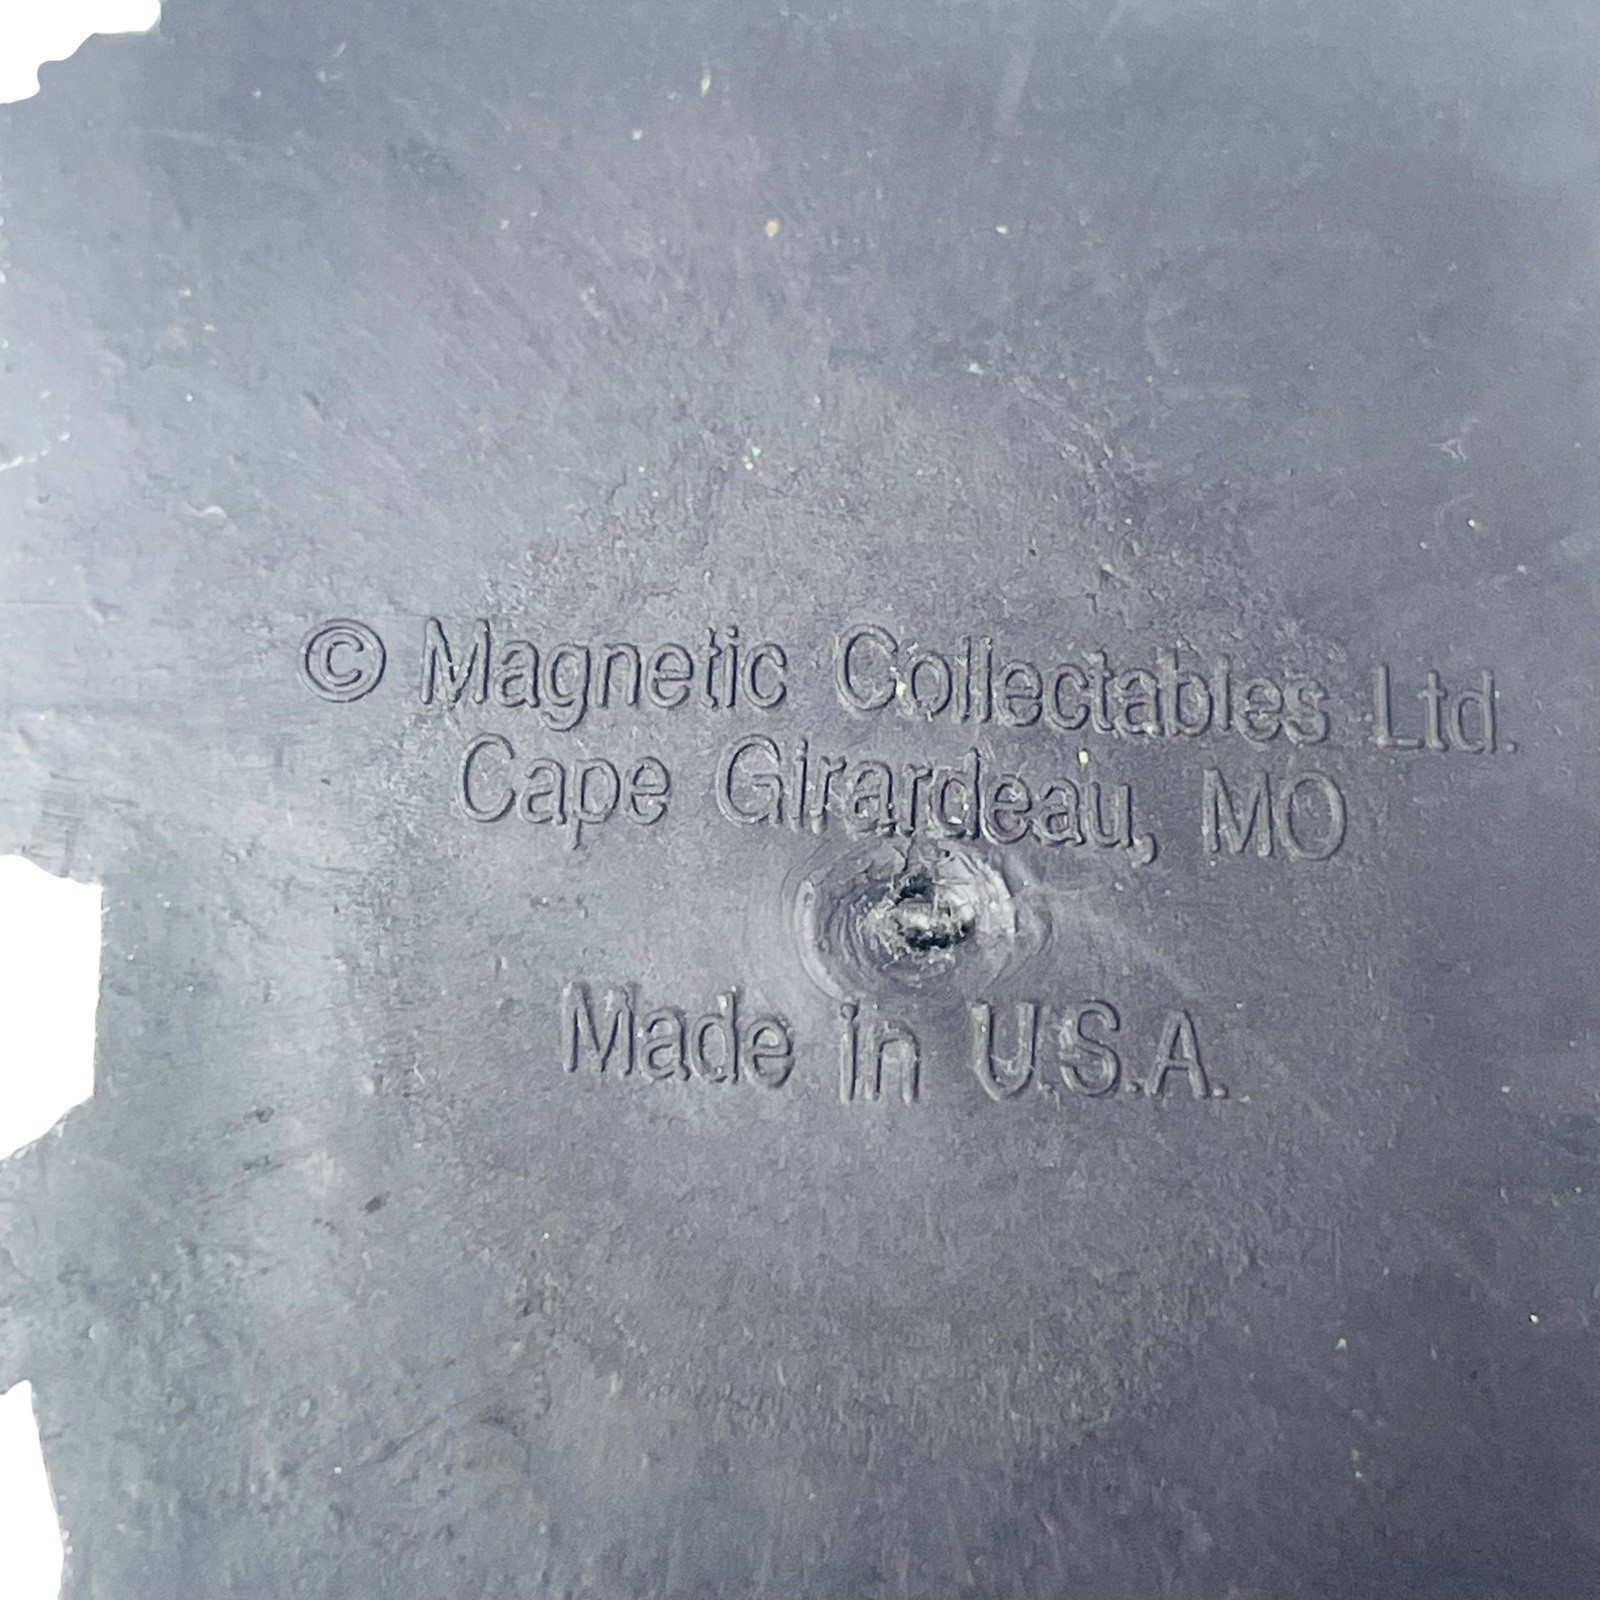 © Magnetic Collectables Ltd.
Cape Girardeau, MO
Made in U.S.A.